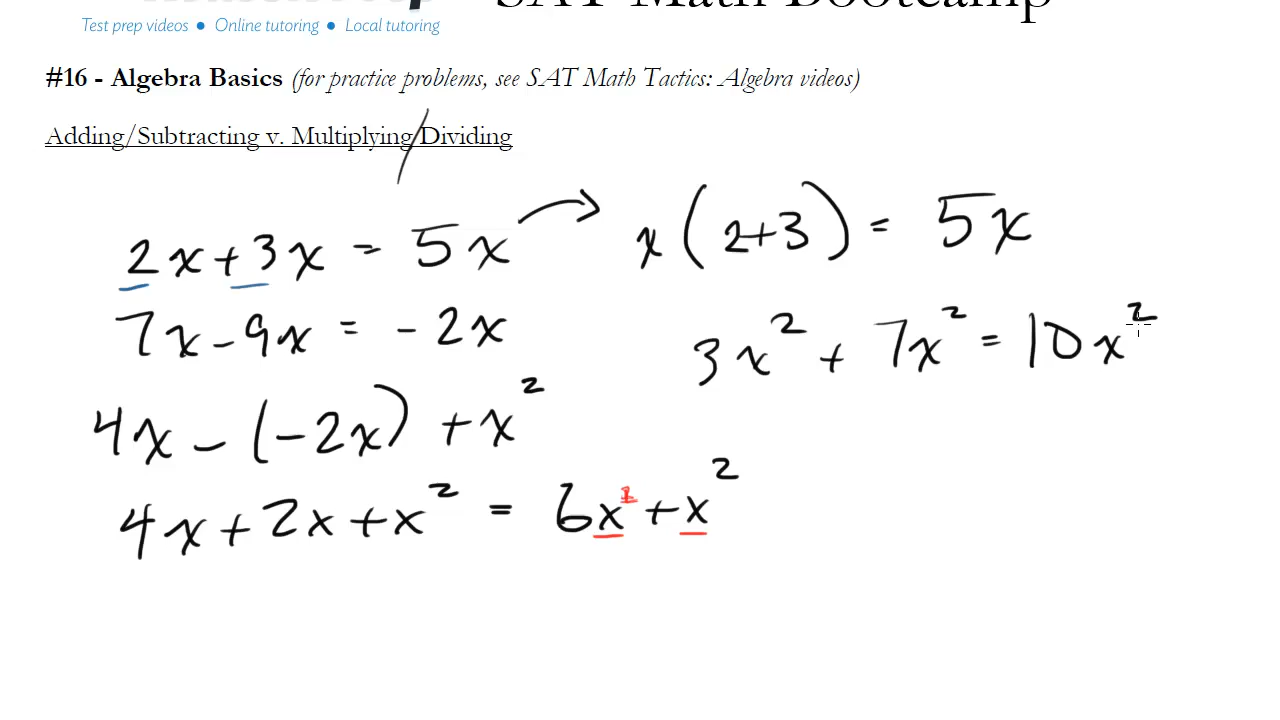 SAT Math Bootcamp
Test prep videos ● Online tutoring ● Local tutoring
#16 - Algebra Basics (for practice problems, see SAT Math Tactics: Algebra videos)
Adding/Subtracting v. Multiplying/Dividing
2x+3x = 5x
x(2+3) = 5x
7x-9x = -2x
3x² + 7x² = 10x²
4x - (-2x) + x²
4x+2x+x² = 6x¹+x²